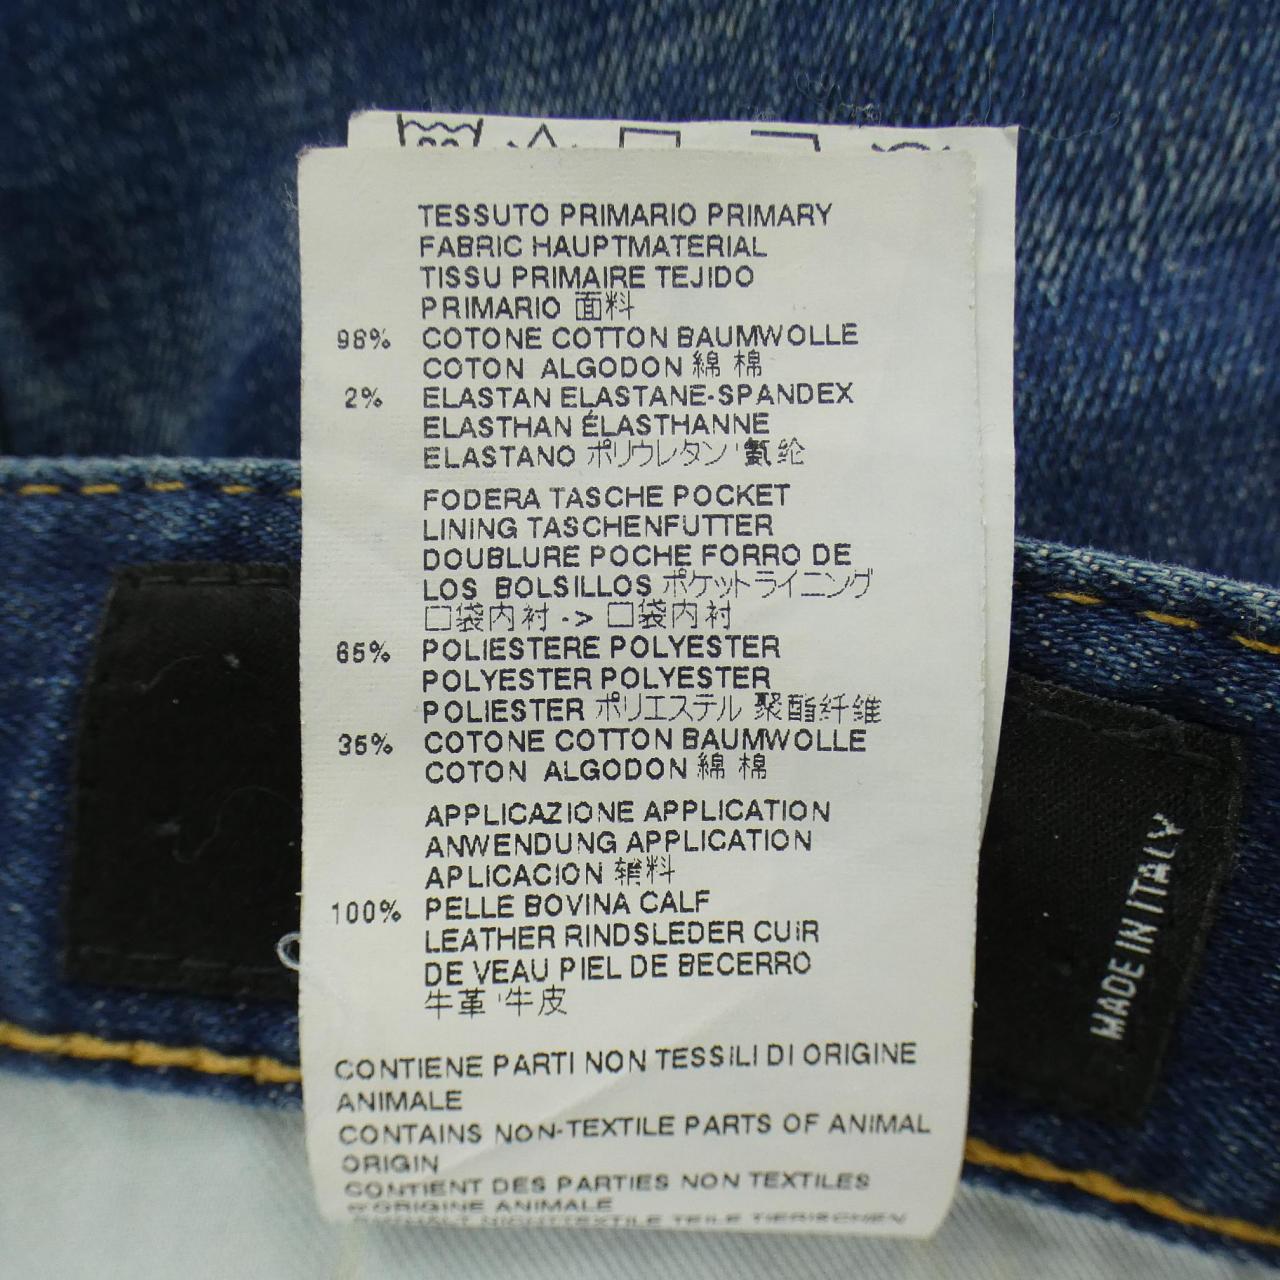 TESSUTO PRIMARIO PRIMARY
FABRIC HAUPTMATERIAL
TISSU PRIMAIRE TEJIDO
PRIMARIO 面料
98% COTONE COTTON BAUMWOLLE
COTON ALGODON 綿 棉
2% ELASTAN ELASTANE-SPANDEX
ELASTHAN ÉLASTHANNE
ELASTANO ポリウレタン '氨纶
FODERA TASCHE POCKET
LINING TASCHENFUTTER
DOUBLURE POCHE FORRO DE
LOS BOLSILLOS ポケットライニング
口袋内衬 -> 口袋内衬
65% POLIESTERE POLYESTER
POLYESTER POLYESTER
POLIESTER ポリエステル 聚酯纤维
35% COTONE COTTON BAUMWOLLE
COTON ALGODON 綿 棉
APPLICAZIONE APPLICATION
ANWENDUNG APPLICATION
APLICACION 辅料
100% PELLE BOVINA CALF
LEATHER RINDSLEDER CUIR
DE VEAU PIEL DE BECERRO
牛革 '牛皮
CONTIENE PARTI NON TESSILI DI ORIGINE
ANIMALE
CONTAINS NON-TEXTILE PARTS OF ANIMAL
ORIGIN
CONTIENT DES PARTIES NON TEXTILES
D'ORIGINE ANIMALE
ENTHÄLT NICHTTEXTILE TEILE TIERISCHEN
MADE IN ITALY